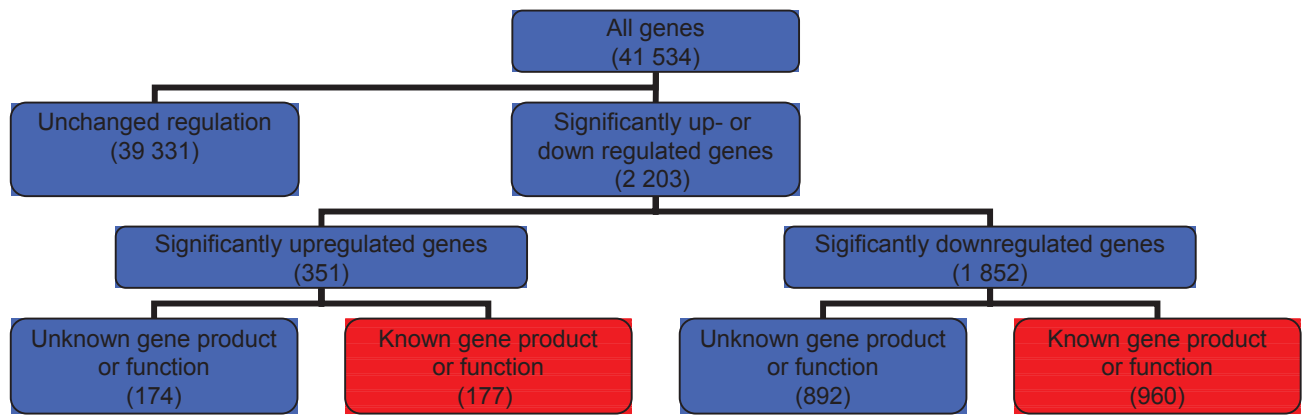 All genes
(41 534)
Unchanged regulation
(39 331)
Significantly up- or
down regulated genes
(2 203)
Significantly upregulated genes
(351)
Sigificantly downregulated genes
(1 852)
Unknown gene product
or function
(174)
Known gene product
or function
(177)
Unknown gene product
or function
(892)
Known gene product
or function
(960)